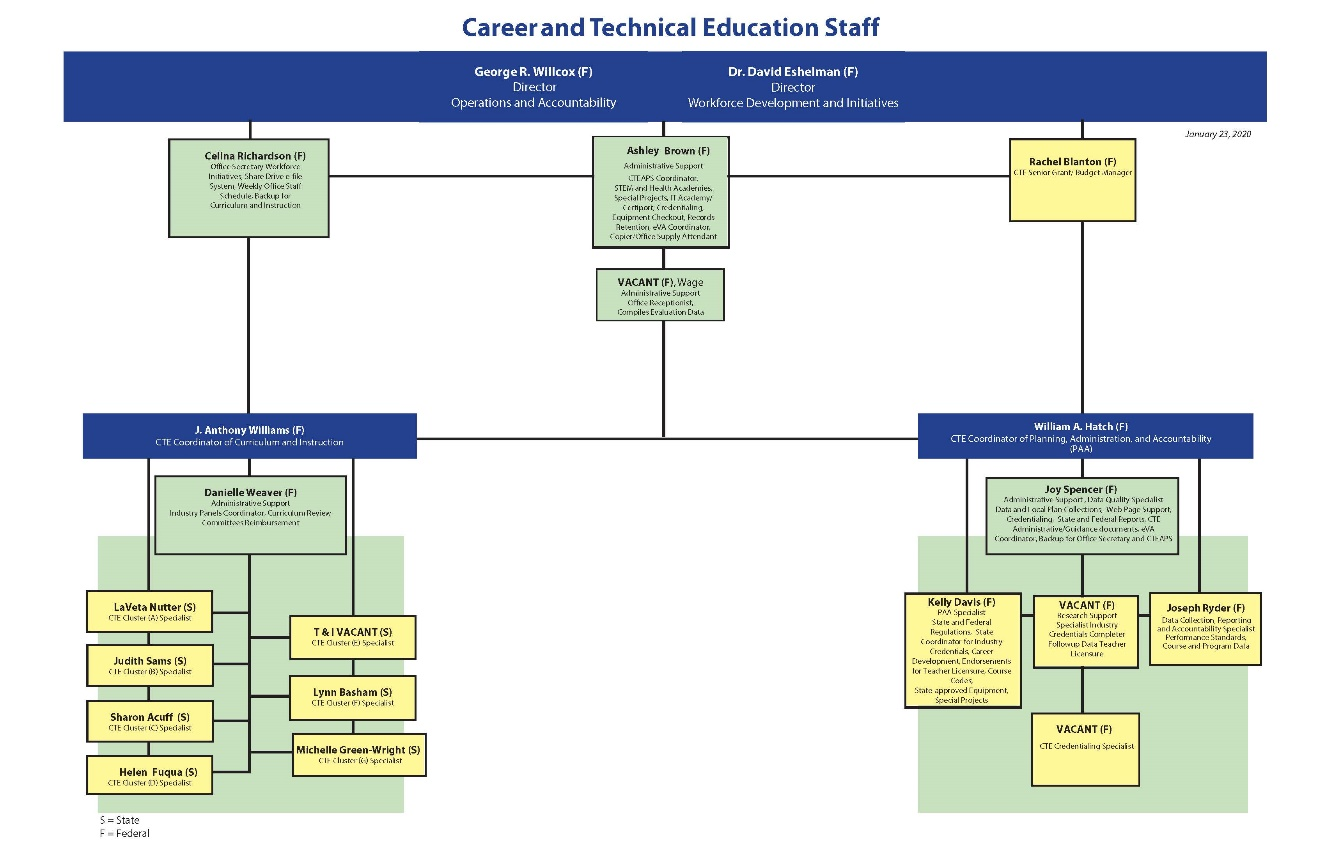 Career and Technical Education Staff
George R. Willcox (F)
Director
Operations and Accountability
Dr. David Eshelman (F)
Director
Workforce Development and Initiatives
January 23, 2020
Celina Richardson (F)
Office Secretary Workforce
Initiatives, Share Drive e-file
System, Weekly Office Staff
Schedule, Backup for
Curriculum and Instruction
Ashley Brown (F)
Administrative Support
CTEAPS Coordinator,
STEM and Health Academies,
Special Projects, IT Academy/
Certiport, Credentialing,
Equipment Checkout, Records
Retention, eVA Coordinator,
Copier/Office Supply Attendant
Rachel Blanton (F)
CTE Senior Grant/ Budget Manager
VACANT (F), Wage
Administrative Support
Office Receptionist,
Compiles Evaluation Data
J. Anthony Williams (F)
CTE Coordinator of Curriculum and Instruction
William A. Hatch (F)
CTE Coordinator of Planning, Administration, and Accountability
(PAA)
Danielle Weaver (F)
Administrative Support
Industry Panels Coordinator, Curriculum Review
Committees Reimbursement
Joy Spencer (F)
Administrative Support, Data Quality Specialist
Data and Local Plan Collections, Web Page Support,
Credentialing, State and Federal Reports, CTE
Administrative/Guidance documents, eVA
Coordinator, Backup for Office Secretary and CTEAPS
LaVeta Nutter (S)
CTE Cluster (A) Specialist
Judith Sams (S)
CTE Cluster (B) Specialist
Sharon Acuff (S)
CTE Cluster (C) Specialist
Helen Fuqua (S)
CTE Cluster (D) Specialist
T & I VACANT (S)
CTE Cluster (E) Specialist
Lynn Basham (S)
CTE Cluster (F) Specialist
Michelle Green-Wright (S)
CTE Cluster (G) Specialist
Kelly Davis (F)
PAA Specialist
State and Federal
Regulations, State
Coordinator for Industry
Credentials, Career
Development, Endorsements
for Teacher Licensure, Course
Codes,
State-approved Equipment,
Special Projects
VACANT (F)
Research Support
Specialist Industry
Credentials Completer
Followup Data Teacher
Licensure
Joseph Ryder (F)
Data Collection, Reporting
and Accountability Specialist
Performance Standards,
Course and Program Data
VACANT (F)
CTE Credentialing Specialist
S = State
F = Federal